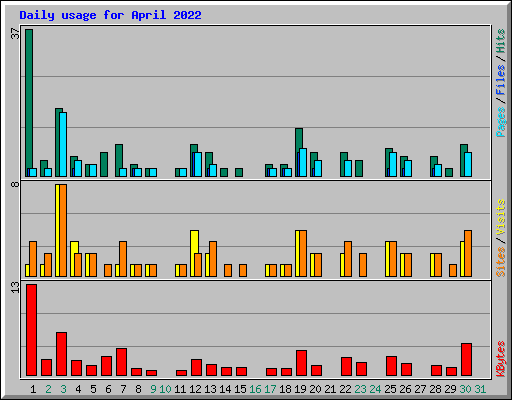 Daily usage for April 2022
37
Pages / Files / Hits
8
Sites / Visits
13
KBytes
1 2 3 4 5 6 7 8 9 10 11 12 13 14 15 16 17 18 19 20 21 22 23 24 25 26 27 28 29 30 31